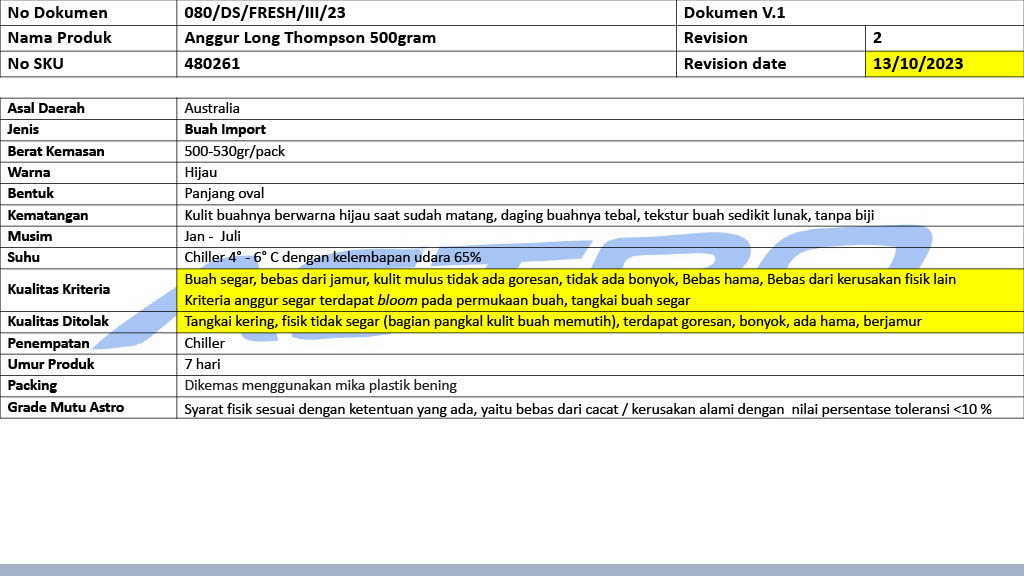 No Dokumen 080/DS/FRESH/III/23 Dokumen V.1
Nama Produk Anggur Long Thompson 500gram Revision 2
No SKU 480261 Revision date 13/10/2023
Asal Daerah Australia
Jenis Buah Import
Berat Kemasan 500-530gr/pack
Warna Hijau
Bentuk Panjang oval
Kematangan Kulit buahnya berwarna hijau saat sudah matang, daging buahnya tebal, tekstur buah sedikit lunak, tanpa biji
Musim Jan - Juli
Suhu Chiller 4° - 6° C dengan kelembapan udara 65%
Kualitas Kriteria Buah segar, bebas dari jamur, kulit mulus tidak ada goresan, tidak ada bonyok, Bebas hama, Bebas dari kerusakan fisik lain
Kriteria anggur segar terdapat bloom pada permukaan buah, tangkai buah segar
Kualitas Ditolak Tangkai kering, fisik tidak segar (bagian pangkal kulit buah memutih), terdapat goresan, bonyok, ada hama, berjamur
Penempatan Chiller
Umur Produk 7 hari
Packing Dikemas menggunakan mika plastik bening
Grade Mutu Astro Syarat fisik sesuai dengan ketentuan yang ada, yaitu bebas dari cacat / kerusakan alami dengan nilai persentase toleransi <10 %
ASTRO